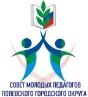 СОВЕТ МОЛОДЫХ ПЕДАГОГОВ
ПОЛЕВСКОГО ГОРОДСКОГО ОКРУГА